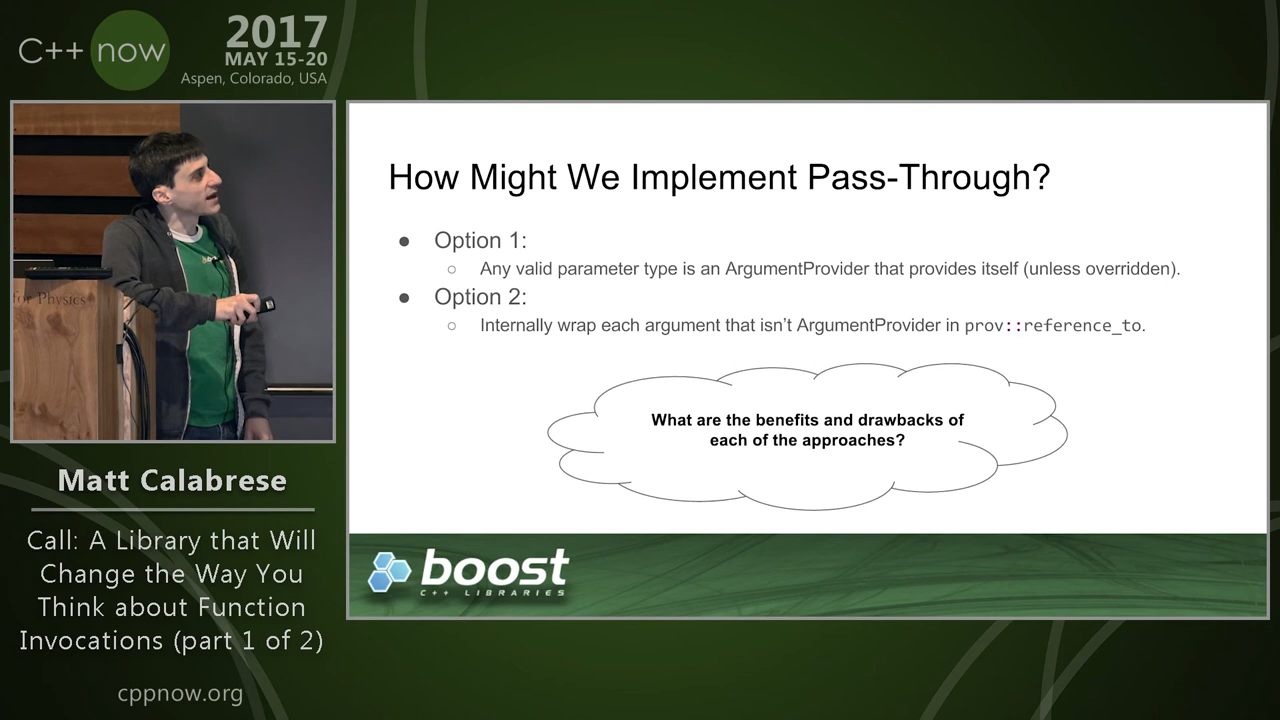 C++ now
2017
MAY 15-20
Aspen, Colorado, USA
for Physics
Matt Calabrese
Call: A Library that Will
Change the Way You
Think about Function
Invocations (part 1 of 2)
cppnow.org
How Might We Implement Pass-Through?
● Option 1:
○ Any valid parameter type is an ArgumentProvider that provides itself (unless overridden).
● Option 2:
○ Internally wrap each argument that isn't ArgumentProvider in prov::reference_to.
What are the benefits and drawbacks of
each of the approaches?
boost
C++ LIBRARIES